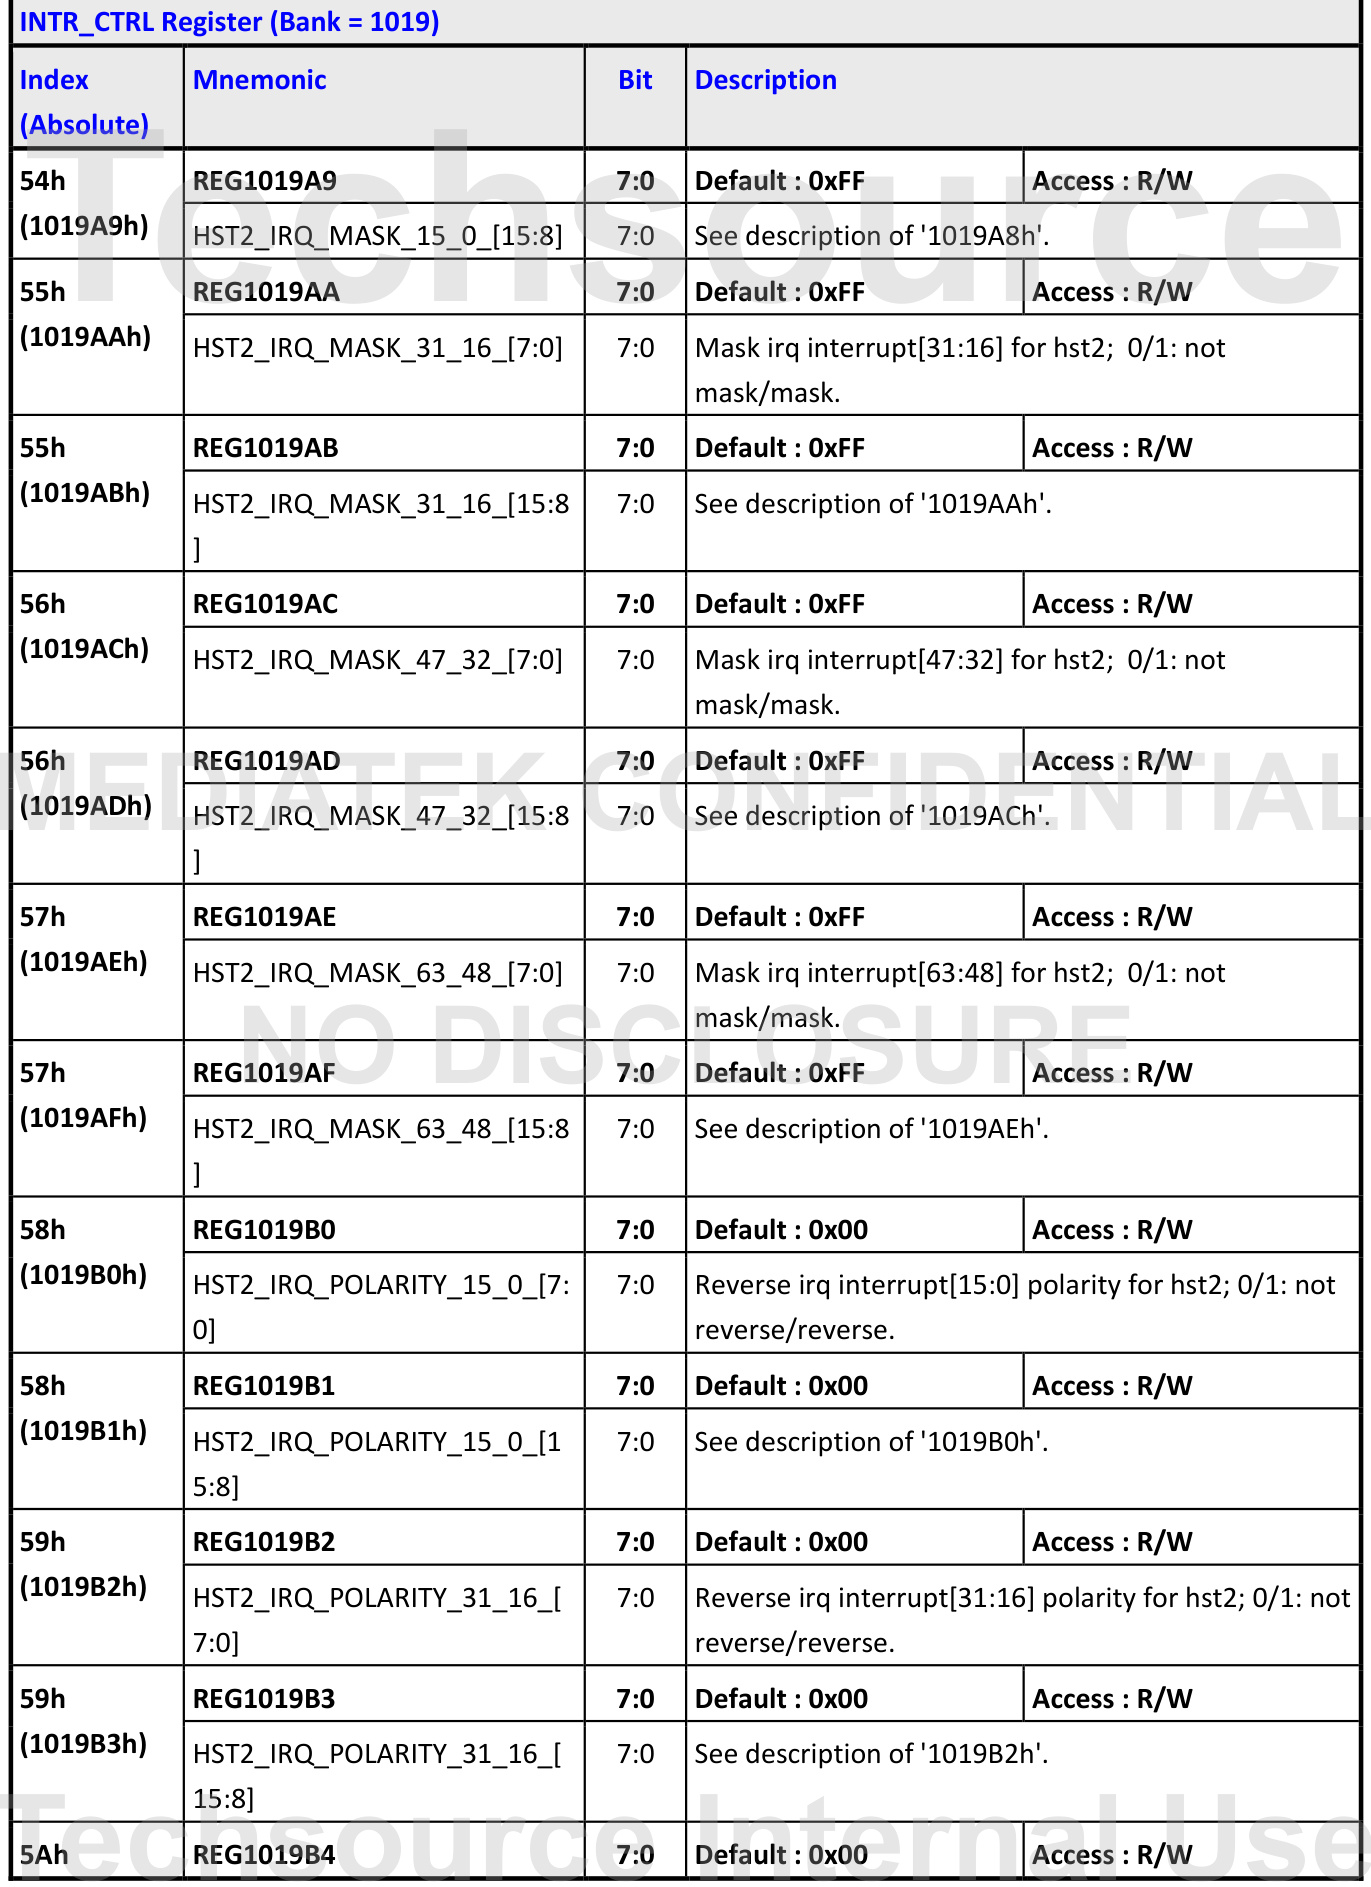 INTR_CTRL Register (Bank = 1019)
Index (Absolute) Mnemonic Bit Description
54h (1019A9h) REG1019A9 7:0 Default : 0xFF Access : R/W
HST2_IRQ_MASK_15_0_[15:8] 7:0 See description of '1019A8h'.
55h (1019AAh) REG1019AA 7:0 Default : 0xFF Access : R/W
HST2_IRQ_MASK_31_16_[7:0] 7:0 Mask irq interrupt[31:16] for hst2;  0/1: not
mask/mask.
55h (1019ABh) REG1019AB 7:0 Default : 0xFF Access : R/W
HST2_IRQ_MASK_31_16_[15:8 7:0 See description of '1019AAh'.
]
56h (1019ACh) REG1019AC 7:0 Default : 0xFF Access : R/W
HST2_IRQ_MASK_47_32_[7:0] 7:0 Mask irq interrupt[47:32] for hst2;  0/1: not
mask/mask.
56h (1019ADh) REG1019AD 7:0 Default : 0xFF Access : R/W
HST2_IRQ_MASK_47_32_[15:8 7:0 See description of '1019ACh'.
]
57h (1019AEh) REG1019AE 7:0 Default : 0xFF Access : R/W
HST2_IRQ_MASK_63_48_[7:0] 7:0 Mask irq interrupt[63:48] for hst2;  0/1: not
mask/mask.
57h (1019AFh) REG1019AF 7:0 Default : 0xFF Access : R/W
HST2_IRQ_MASK_63_48_[15:8 7:0 See description of '1019AEh'.
]
58h (1019B0h) REG1019B0 7:0 Default : 0x00 Access : R/W
HST2_IRQ_POLARITY_15_0_[7: 7:0 Reverse irq interrupt[15:0] polarity for hst2; 0/1: not
0] reverse/reverse.
58h (1019B1h) REG1019B1 7:0 Default : 0x00 Access : R/W
HST2_IRQ_POLARITY_15_0_[1 7:0 See description of '1019B0h'.
5:8]
59h (1019B2h) REG1019B2 7:0 Default : 0x00 Access : R/W
HST2_IRQ_POLARITY_31_16_[ 7:0 Reverse irq interrupt[31:16] polarity for hst2; 0/1: not
7:0] reverse/reverse.
59h (1019B3h) REG1019B3 7:0 Default : 0x00 Access : R/W
HST2_IRQ_POLARITY_31_16_[ 7:0 See description of '1019B2h'.
15:8]
5Ah REG1019B4 7:0 Default : 0x00 Access : R/W
Techsource
MEDIATEK CONFIDENTIAL
NO DISCLOSURE
Techsource Internal Use